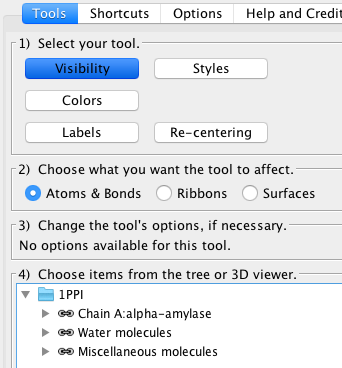 Tools Shortcuts Options Help and Credit
1) Select your tool.
Visibility Styles
Colors
Labels Re-centering
2) Choose what you want the tool to affect.
Atoms & Bonds Ribbons Surfaces
3) Change the tool's options, if necessary.
No options available for this tool.
4) Choose items from the tree or 3D viewer.
1PPI
Chain A:alpha-amylase
Water molecules
Miscellaneous molecules